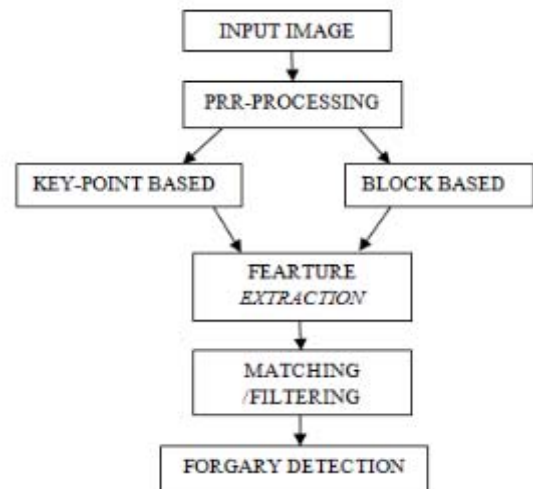 INPUT IMAGE
PRR-PROCESSING
KEY-POINT BASED
BLOCK BASED
FEARTURE
EXTRACTION
MATCHING
/FILTERING
FORGARY DETECTION